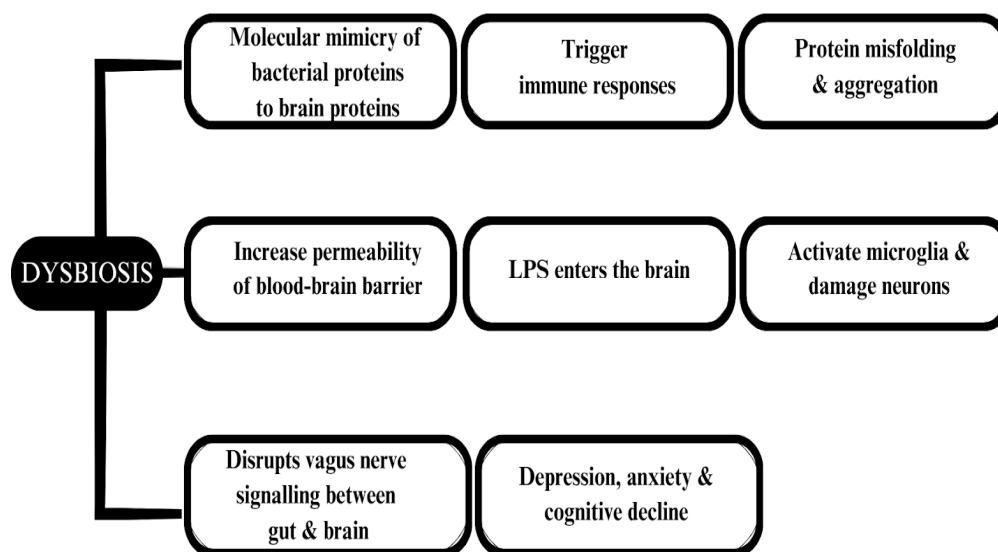 DYSBIOSIS
Molecular mimicry of
bacterial proteins
to brain proteins
Trigger
immune responses
Protein misfolding
& aggregation
Increase permeability
of blood-brain barrier
LPS enters the brain
Activate microglia &
damage neurons
Disrupts vagus nerve
signalling between
gut & brain
Depression, anxiety &
cognitive decline